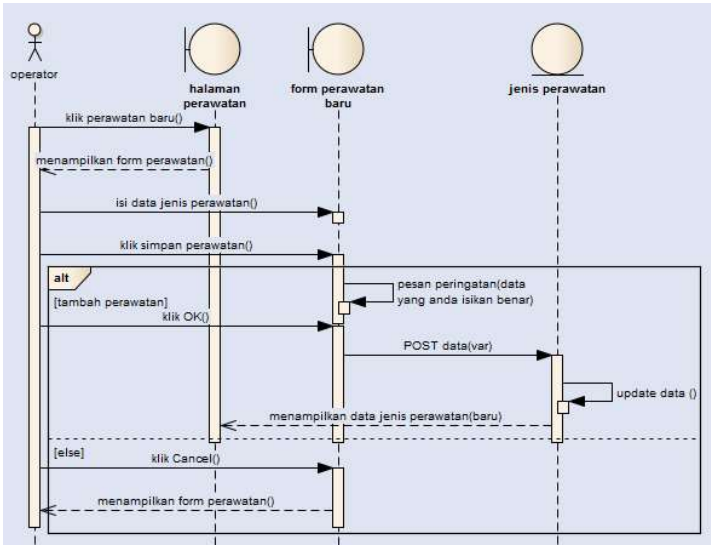 operator
halaman
perawatan
form perawatan
baru
jenis perawatan
klik perawatan baru()
menampilkan form perawatan()
isi data jenis perawatan()
klik simpan perawatan()
alt
pesan peringatan(data
yang anda isikan benar)
[tambah perawatan]
klik OK()
POST data(var)
update data ()
menampilkan data jenis perawatan(baru)
[else]
klik Cancel()
menampilkan form perawatan()